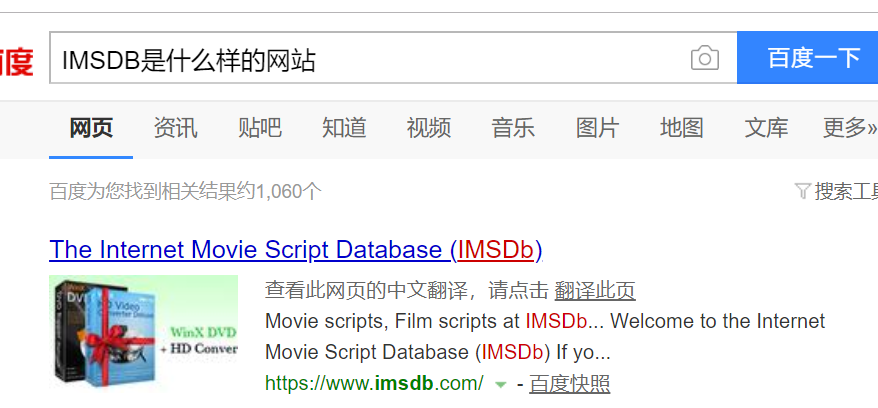 百度
IMSDB是什么样的网站
百度一下
网页 资讯 贴吧 知道 视频 音乐 图片 地图 文库 更多»
百度为您找到相关结果约1,060个
搜索工具
The Internet Movie Script Database (IMSDb)
查看此网页的中文翻译，请点击 翻译此页
Movie scripts, Film scripts at IMSDb... Welcome to the Internet
Movie Script Database (IMSDb) If yo...
https://www.imsdb.com/ - 百度快照
HD Video
Converter Deluxe
WinX DVD
+ HD Conver